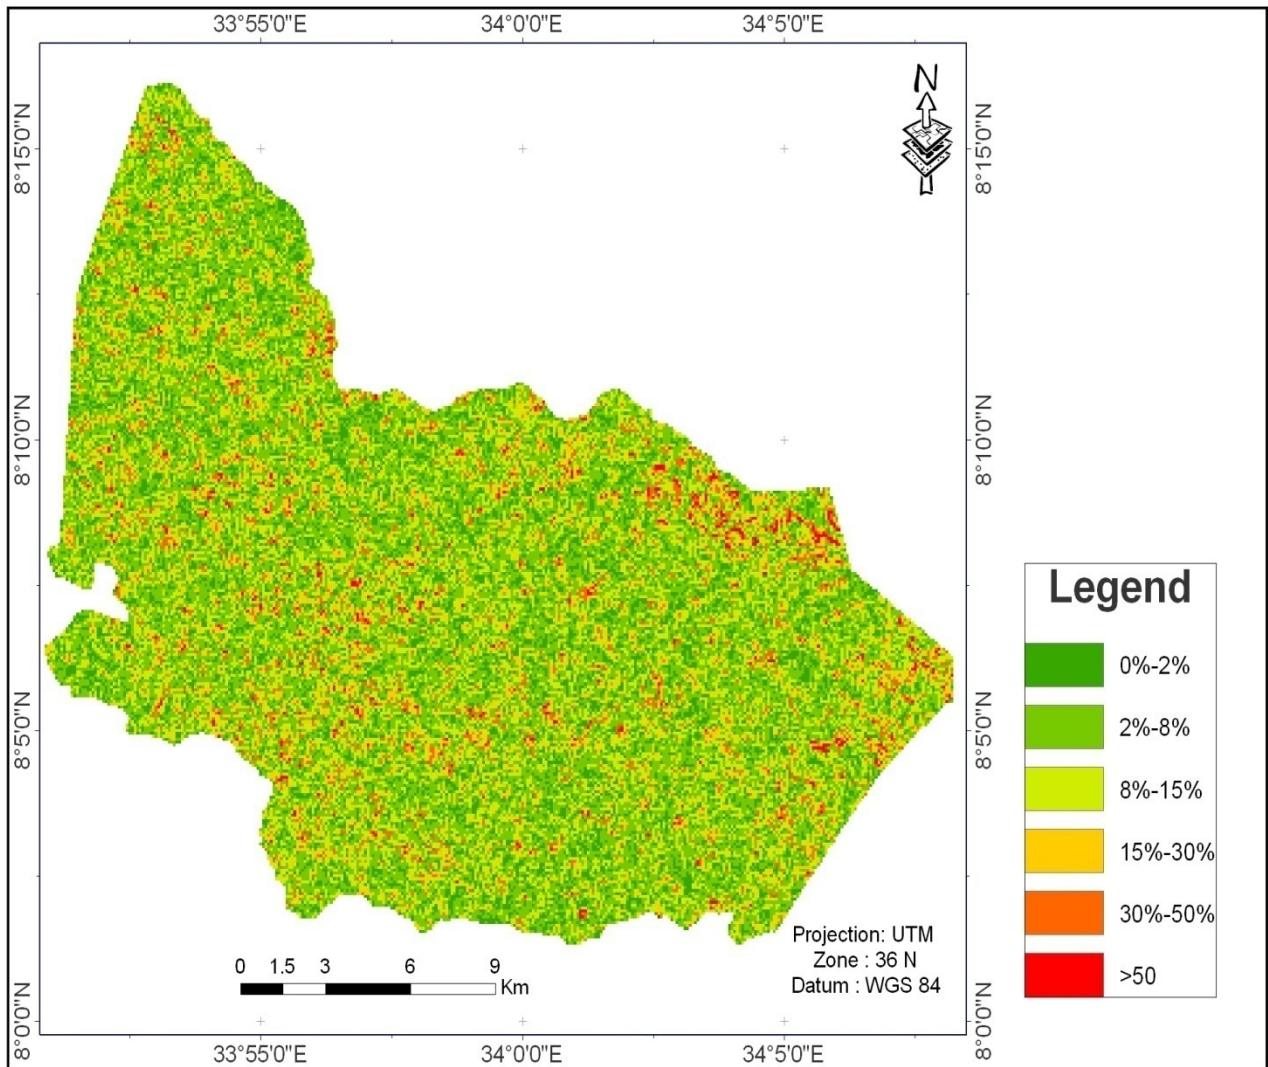 33°55'0"E 34°0'0"E 34°5'0"E
N
8°15'0"N 8°15'0"N
8°10'0"N 8°10'0"N
Legend
0%-2%
2%-8%
8%-15%
15%-30%
30%-50%
>50
8°5'0"N 8°5'0"N
Projection: UTM
Zone : 36 N
Datum : WGS 84
0 1.5 3 6 9
Km
8°0'0"N 8°0'0"N
33°55'0"E 34°0'0"E 34°5'0"E